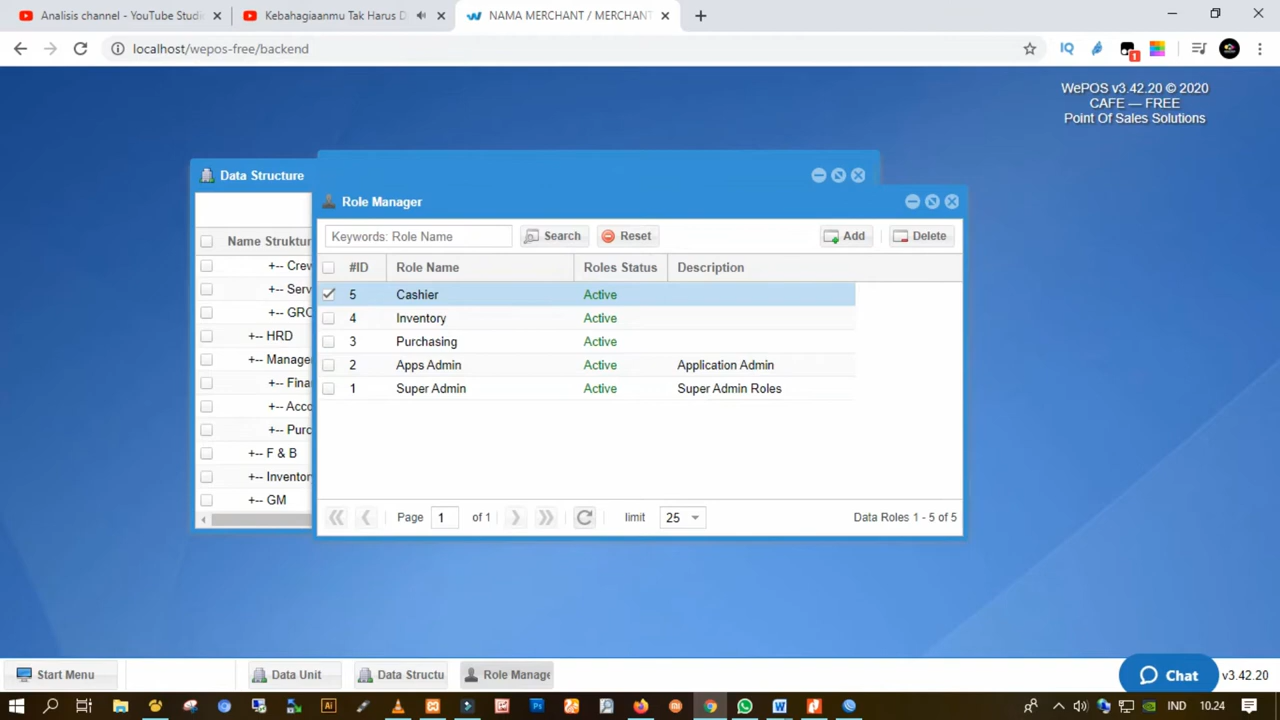 Analisis channel - YouTube Studi
Kebahagiaanmu Tak Harus D
NAMA MERCHANT / MERCHANT
localhost/wepos-free/backend
IQ
1
WePOS v3.42.20 © 2020
CAFE — FREE
Point Of Sales Solutions
Data Structure
Role Manager
Keywords: Role Name
Search
Reset
Add
Delete
Name Struktur
#ID
Role Name
Roles Status
Description
+-- Crew
5
Cashier
Active
+-- Serv
4
Inventory
Active
+-- GRO
3
Purchasing
Active
+-- HRD
2
Apps Admin
Active
Application Admin
+-- Manage
1
Super Admin
Active
Super Admin Roles
+-- Fina
+-- Acco
+-- Purc
+-- F & B
+-- Inventor
+-- GM
Page 1 of 1
limit 25
Data Roles 1 - 5 of 5
Start Menu
Data Unit
Data Structu
Role Manage
Chat
v3.42.20
IND
10.24